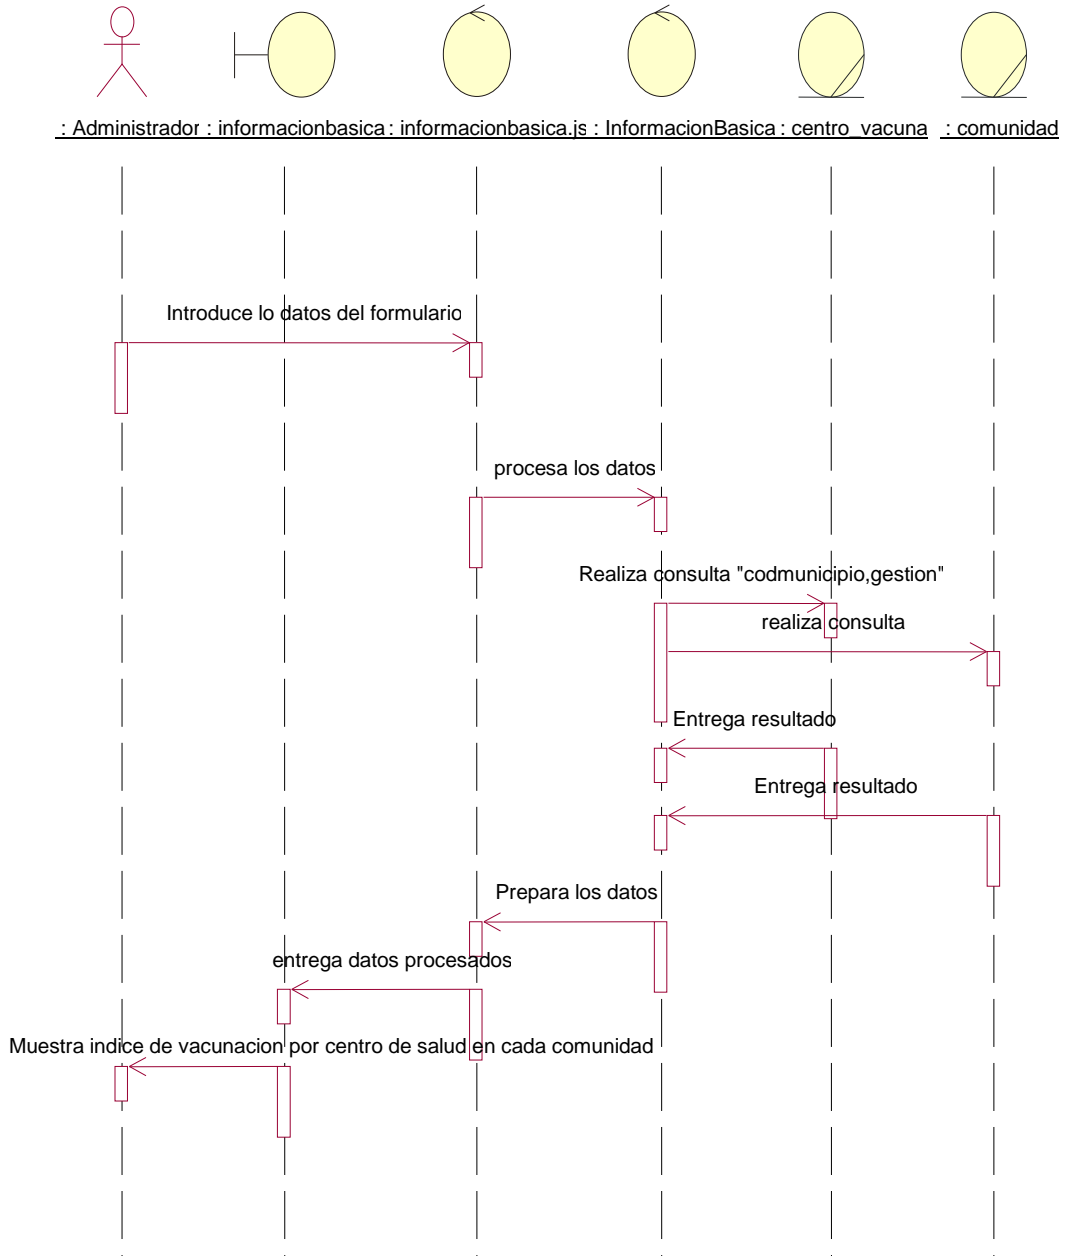 : Administrador : informacionbasica : informacionbasica.js : InformacionBasica : centro_vacuna : comunidad
Introduce lo datos del formulario
procesa los datos
Realiza consulta "codmunicipio,gestion"
realiza consulta
Entrega resultado
Entrega resultado
Prepara los datos
entrega datos procesados
Muestra indice de vacunacion por centro de salud en cada comunidad